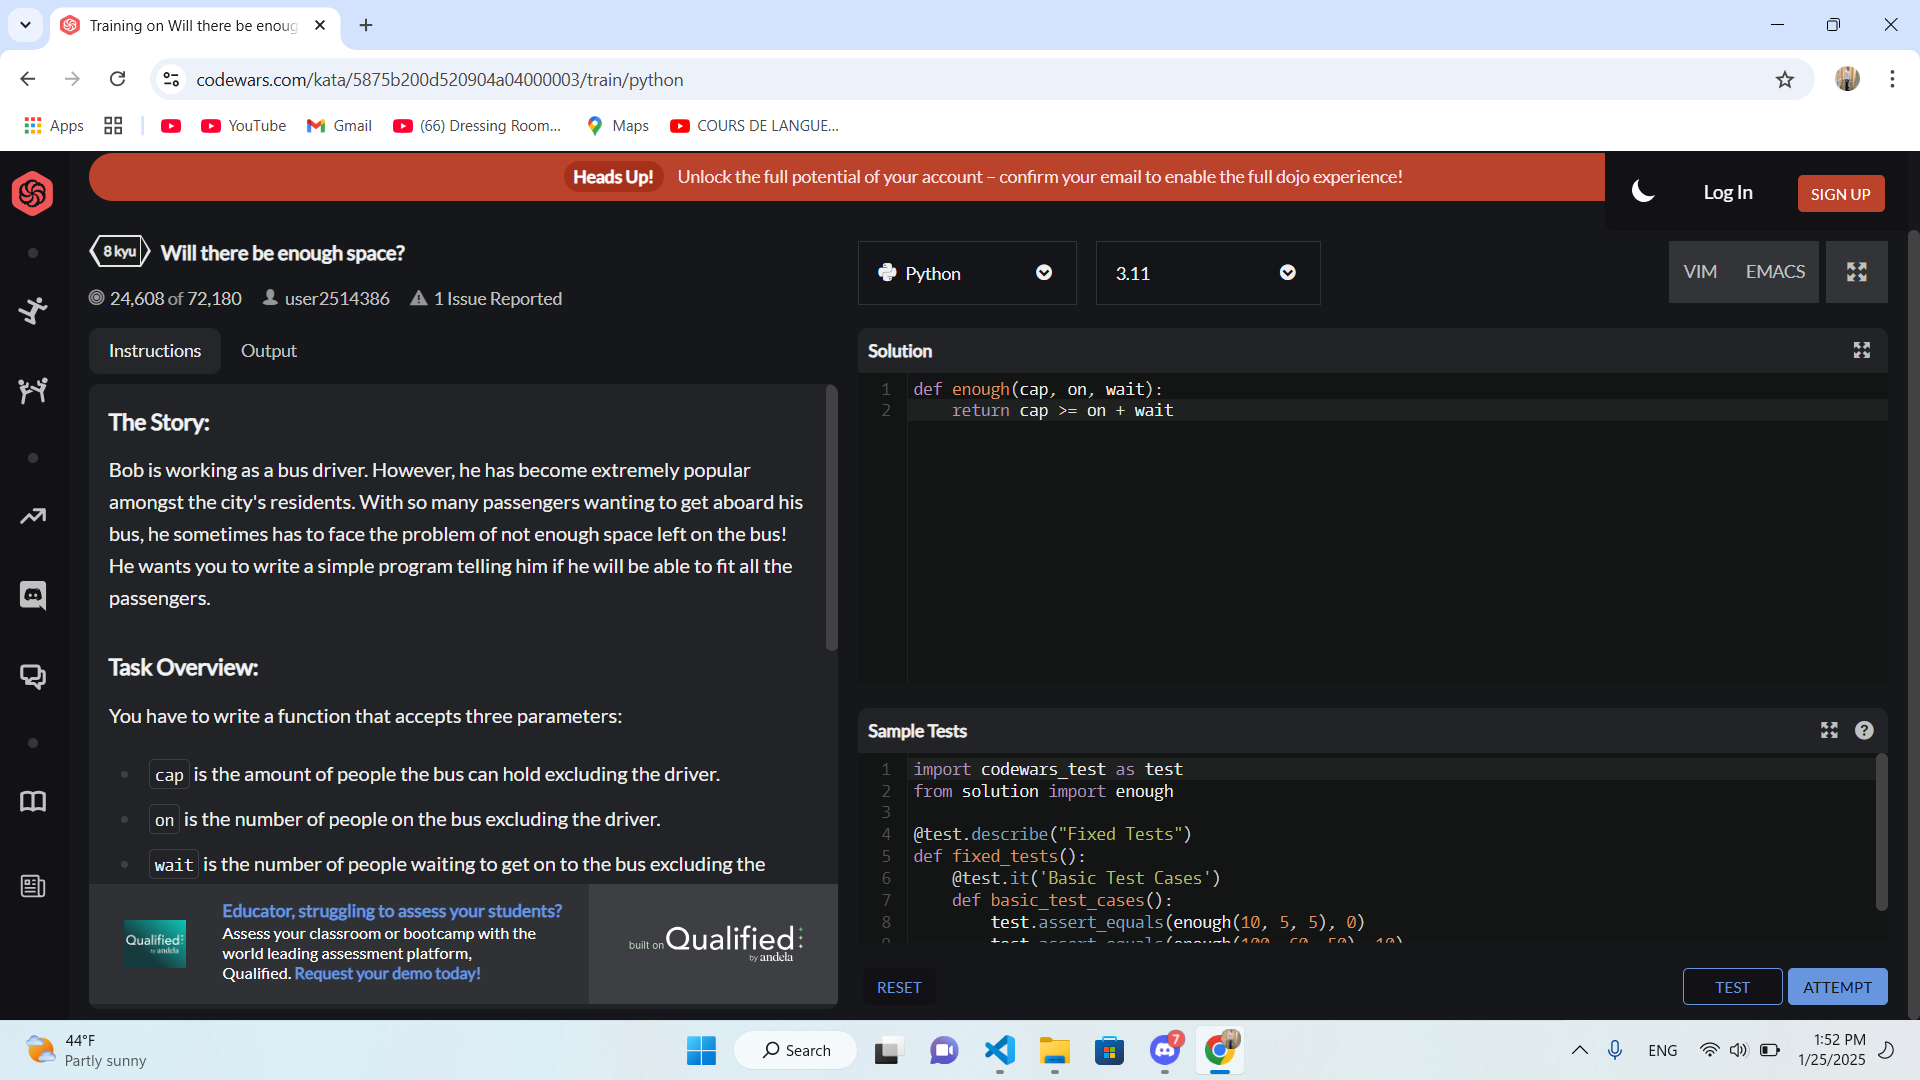 Training on Will there be enoug
codewars.com/kata/5875b200d520904a04000003/train/python
Apps
YouTube
Gmail
(66) Dressing Room...
Maps
COURS DE LANGUE...
Heads Up! Unlock the full potential of your account – confirm your email to enable the full dojo experience!
Log In
SIGN UP
8 kyu
Will there be enough space?
24,608 of 72,180
user2514386
1 Issue Reported
Python
3.11
VIM
EMACS
Instructions
Output
The Story:
Bob is working as a bus driver. However, he has become extremely popular
amongst the city's residents. With so many passengers wanting to get aboard his
bus, he sometimes has to face the problem of not enough space left on the bus!
He wants you to write a simple program telling him if he will be able to fit all the
passengers.
Task Overview:
You have to write a function that accepts three parameters:
cap is the amount of people the bus can hold excluding the driver.
on is the number of people on the bus excluding the driver.
wait is the number of people waiting to get on to the bus excluding the
Qualified
by andela
Educator, struggling to assess your students?
Assess your classroom or bootcamp with the
world leading assessment platform,
Qualified. Request your demo today!
built on Qualified
by andela
Solution
1 def enough(cap, on, wait):
2 return cap >= on + wait
Sample Tests
1 import codewars_test as test
2 from solution import enough
3
4 @test.describe("Fixed Tests")
5 def fixed_tests():
6 @test.it('Basic Test Cases')
7 def basic_test_cases():
8 test.assert_equals(enough(10, 5, 5), 0)
9 test.assert_equals(enough(100, 60, 50), 10)
RESET
TEST
ATTEMPT
44°F
Partly sunny
Search
7
ENG
1:52 PM
1/25/2025